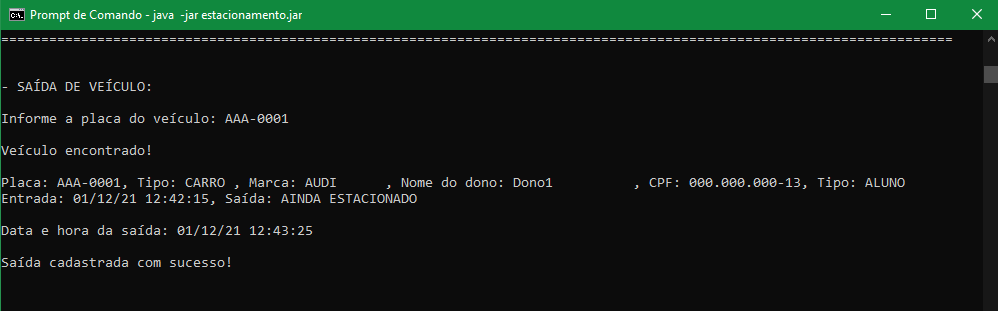 Prompt de Comando - java  -jar estacionamento.jar
=======================================================================================================================
- SAÍDA DE VEÍCULO:
Informe a placa do veículo: AAA-0001
Veículo encontrado!
Placa: AAA-0001, Tipo: CARRO , Marca: AUDI      , Nome do dono: Dono1          , CPF: 000.000.000-13, Tipo: ALUNO
Entrada: 01/12/21 12:42:15, Saída: AINDA ESTACIONADO
Data e hora da saída: 01/12/21 12:43:25
Saída cadastrada com sucesso!